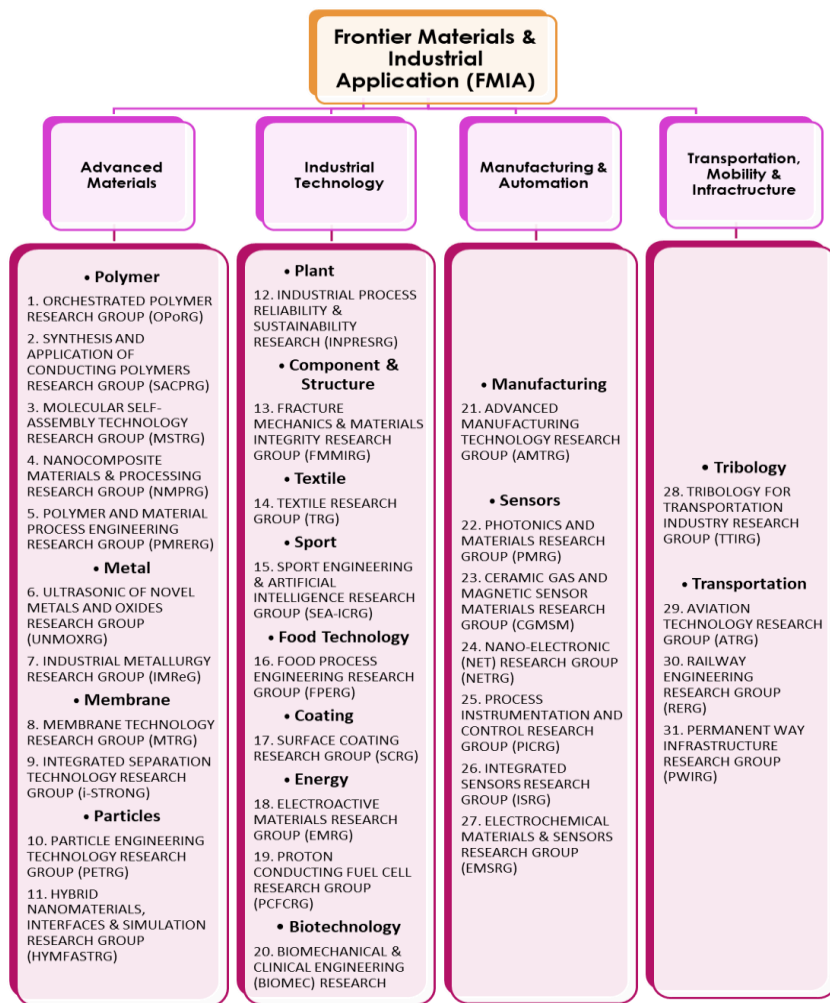 Frontier Materials &
Industrial
Application (FMIA)
Advanced
Materials
Industrial
Technology
Manufacturing &
Automation
Transportation,
Mobility &
Infractructure
• Polymer
1. ORCHESTRATED POLYMER
RESEARCH GROUP (OPoRG)
2. SYNTHESIS AND
APPLICATION OF
CONDUCTING POLYMERS
RESEARCH GROUP (SACPRG)
3. MOLECULAR SELF-
ASSEMBLY TECHNOLOGY
RESEARCH GROUP (MSTRG)
4. NANOCOMPOSITE
MATERIALS & PROCESSING
RESEARCH GROUP (NMPRG)
5. POLYMER AND MATERIAL
PROCESS ENGINEERING
RESEARCH GROUP (PMRERG)
• Metal
6. ULTRASONIC OF NOVEL
METALS AND OXIDES
RESEARCH GROUP
(UNMOXRG)
7. INDUSTRIAL METALLURGY
RESEARCH GROUP (IMReG)
• Membrane
8. MEMBRANE TECHNOLOGY
RESEARCH GROUP (MTRG)
9. INTEGRATED SEPARATION
TECHNOLOGY RESEARCH
GROUP (i-STRONG)
• Particles
10. PARTICLE ENGINEERING
TECHNOLOGY RESEARCH
GROUP (PETRG)
11. HYBRID
NANOMATERIALS,
INTERFACES & SIMULATION
RESEARCH GROUP
(HYMFASTRG)
• Plant
12. INDUSTRIAL PROCESS
RELIABILITY &
SUSTAINABILITY
RESEARCH (INPRESRG)
• Component &
Structure
13. FRACTURE
MECHANICS & MATERIALS
INTEGRITY RESEARCH
GROUP (FMMIRG)
• Textile
14. TEXTILE RESEARCH
GROUP (TRG)
• Sport
15. SPORT ENGINEERING
& ARTIFICIAL
INTELLIGENCE RESEARCH
GROUP (SEA-ICRG)
• Food Technology
16. FOOD PROCESS
ENGINEERING RESEARCH
GROUP (FPERG)
• Coating
17. SURFACE COATING
RESEARCH GROUP (SCRG)
• Energy
18. ELECTROACTIVE
MATERIALS RESEARCH
GROUP (EMRG)
19. PROTON
CONDUCTING FUEL CELL
RESEARCH GROUP
(PCFCRG)
• Biotechnology
20. BIOMECHANICAL &
CLINICAL ENGINEERING
(BIOMEC) RESEARCH
• Manufacturing
21. ADVANCED
MANUFACTURING
TECHNOLOGY RESEARCH
GROUP (AMTRG)
• Sensors
22. PHOTONICS AND
MATERIALS RESEARCH
GROUP (PMRG)
23. CERAMIC GAS AND
MAGNETIC SENSOR
MATERIALS RESEARCH
GROUP (CGMSM)
24. NANO-ELECTRONIC
(NET) RESEARCH GROUP
(NETRG)
25. PROCESS
INSTRUMENTATION AND
CONTROL RESEARCH
GROUP (PICRG)
26. INTEGRATED
SENSORS RESEARCH
GROUP (ISRG)
27. ELECTROCHEMICAL
MATERIALS & SENSORS
RESEARCH GROUP
(EMSRG)
• Tribology
28. TRIBOLOGY FOR
TRANSPORTATION
INDUSTRY RESEARCH
GROUP (TTIRG)
• Transportation
29. AVIATION
TECHNOLOGY RESEARCH
GROUP (ATRG)
30. RAILWAY
ENGINEERING
RESEARCH GROUP
(RERG)
31. PERMANENT WAY
INFRASTRUCTURE
RESEARCH GROUP
(PWIRG)